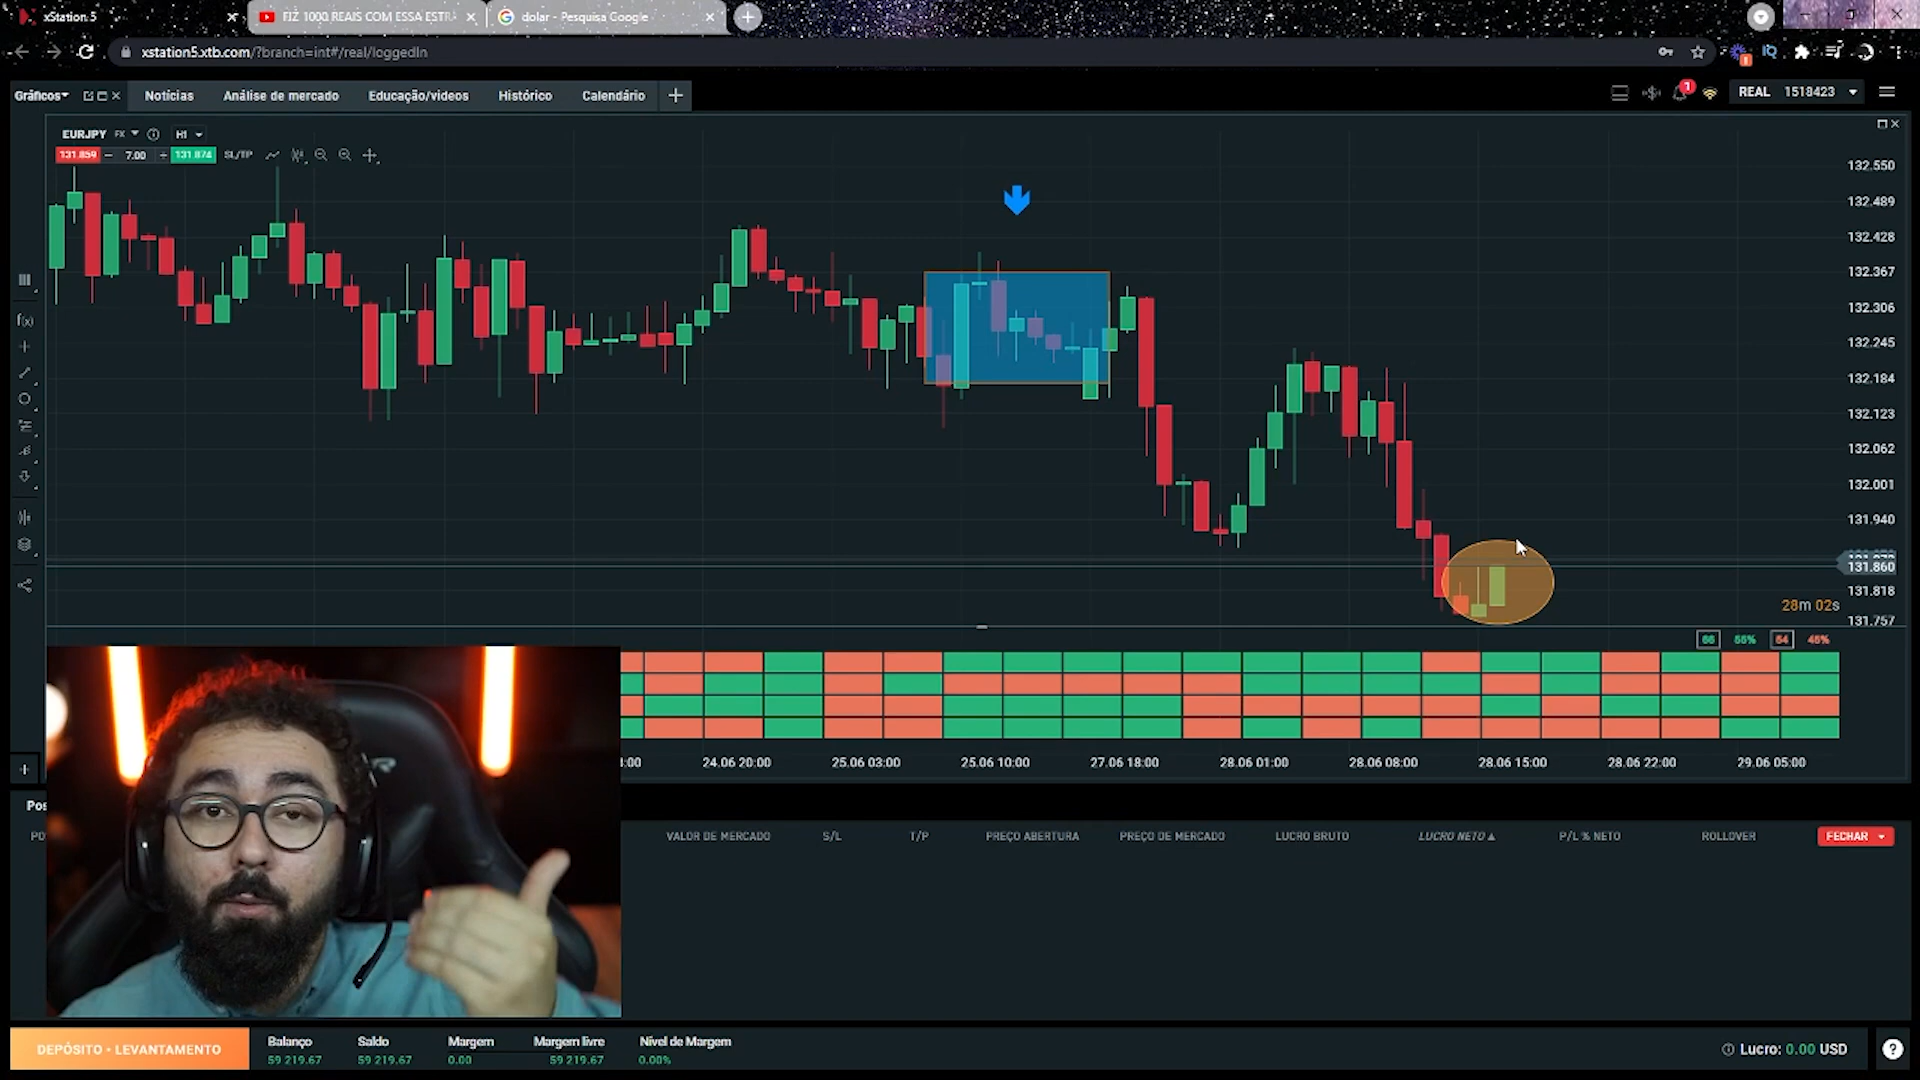 xStation 5
FIZ 1000 REAIS COM ESSA ESTR
dolar - Pesquisa Google
xstation5.xtb.com/?branch=int#/real/loggedIn
Gráficos
Notícias
Análise de mercado
Educação/videos
Histórico
Calendário
1
REAL 1518423
EURJPY FX H1
131.859 7.00 131.874 SL/TP
132.550
132.489
132.428
132.367
132.306
132.245
132.184
132.123
132.062
132.001
131.940
131.860
131.818
28m 02s
131.757
55% 45%
24.06 20:00
25.06 03:00
25.06 10:00
27.06 18:00
28.06 01:00
28.06 08:00
28.06 15:00
28.06 22:00
29.06 05:00
Pos
PO
VALOR DE MERCADO
S/L
T/P
PREÇO ABERTURA
PREÇO DE MERCADO
LUCRO BRUTO
LUCRO NETO
P/L % NETO
ROLLOVER
FECHAR
DEPÓSITO - LEVANTAMENTO
Balanço
Saldo
Margem
Margem livre
Nível de Margem
59 219.67
59 219.67
0.00
59 219.67
0.00%
Lucro: 0.00 USD